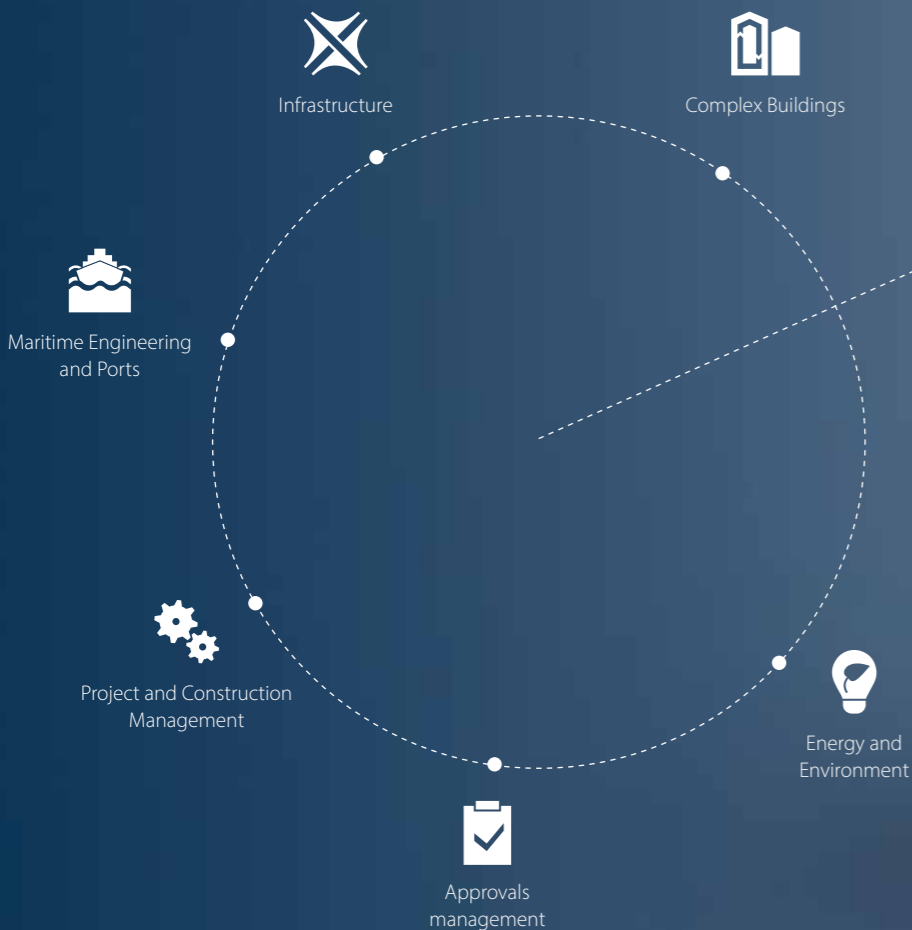 Infrastructure
Complex Buildings
Maritime Engineering
and Ports
Project and Construction
Management
Energy and
Environment
Approvals
management